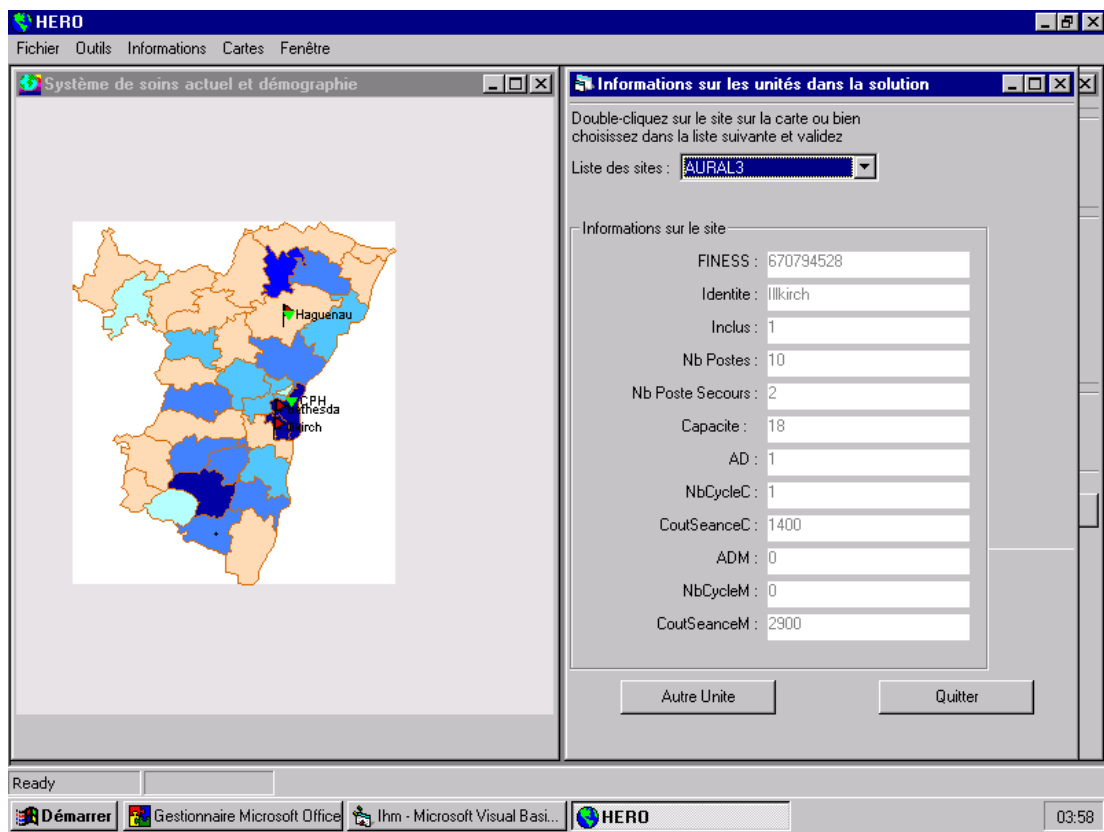 HERO
Fichier Outils Informations Cartes Fenêtre
Système de soins actuel et démographie
Haguenau
CPH
Bethesda
Illkirch
Informations sur les unités dans la solution
Double-cliquez sur le site sur la carte ou bien
choisissez dans la liste suivante et validez
Liste des sites : AURAL3
Informations sur le site
FINESS : 670794528
Identite : Illkirch
Inclus : 1
Nb Postes : 10
Nb Poste Secours : 2
Capacite : 18
AD : 1
NbCycleC : 1
CoutSeanceC : 1400
ADM : 0
NbCycleM : 0
CoutSeanceM : 2900
Autre Unite Quitter
Ready
Démarrer Gestionnaire Microsoft Office Ihm - Microsoft Visual Basi... HERO 03:58